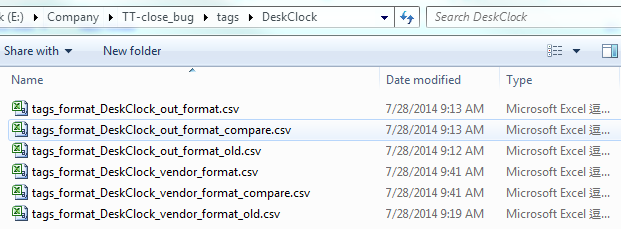 k (E:) Company TT-close_bug tags DeskClock Search DeskClock
Share with New folder
Name Date modified Type
tags_format_DeskClock_out_format.csv 7/28/2014 9:13 AM Microsoft Excel 逗...
tags_format_DeskClock_out_format_compare.csv 7/28/2014 9:13 AM Microsoft Excel 逗...
tags_format_DeskClock_out_format_old.csv 7/28/2014 9:12 AM Microsoft Excel 逗...
tags_format_DeskClock_vendor_format.csv 7/28/2014 9:41 AM Microsoft Excel 逗...
tags_format_DeskClock_vendor_format_compare.csv 7/28/2014 9:41 AM Microsoft Excel 逗...
tags_format_DeskClock_vendor_format_old.csv 7/28/2014 9:19 AM Microsoft Excel 逗...